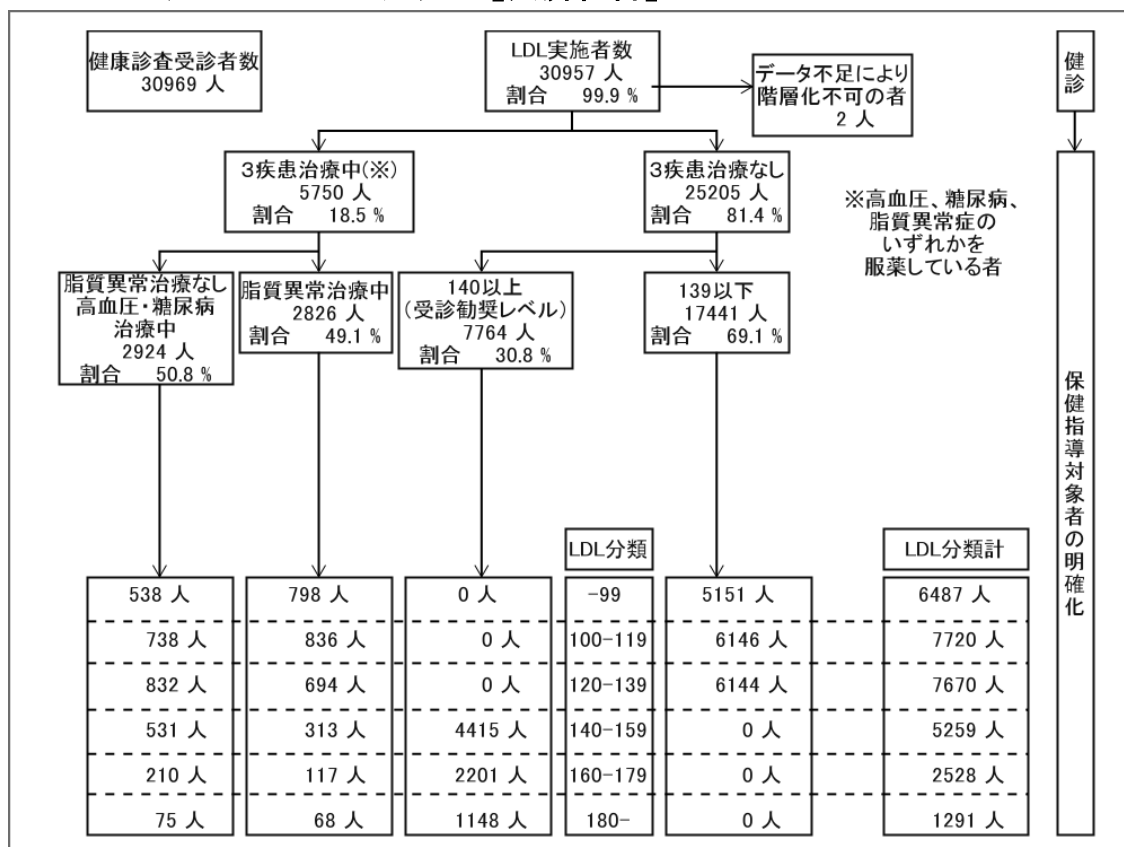 健康診査受診者数
30969 人
LDL実施者数
30957 人
割合 99.9 %
データ不足により
階層化不可の者
2 人
健診
3疾患治療中(※)
5750 人
割合 18.5 %
3疾患治療なし
25205 人
割合 81.4 %
※高血圧、糖尿病、
脂質異常症の
いずれかを
服薬している者
脂質異常治療なし
高血圧・糖尿病
治療中
2924 人
割合 50.8 %
脂質異常治療中
2826 人
割合 49.1 %
140以上
(受診勧奨レベル)
7764 人
割合 30.8 %
139以下
17441 人
割合 69.1 %
保健指導対象者の明確化
LDL分類
LDL分類計
538 人 798 人 0 人 -99 5151 人 6487 人
738 人 836 人 0 人 100-119 6146 人 7720 人
832 人 694 人 0 人 120-139 6144 人 7670 人
531 人 313 人 4415 人 140-159 0 人 5259 人
210 人 117 人 2201 人 160-179 0 人 2528 人
75 人 68 人 1148 人 180- 0 人 1291 人